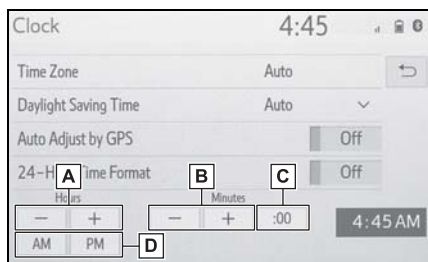 Clock 4:45
Time Zone Auto
Daylight Saving Time Auto
Auto Adjust by GPS Off
24-H Time Format Off
A B C
Hours Minutes
- + - + :00 4:45 AM
AM PM D